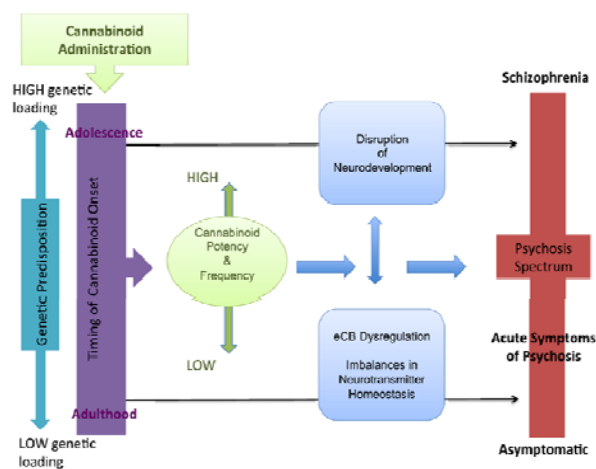 Cannabinoid
Administration
HIGH genetic
loading
Genetic Predisposition
LOW genetic
loading
Adolescence
Timing of Cannabinoid Onset
Adulthood
HIGH
Cannabinoid
Potency
&
Frequency
LOW
Disruption
of
Neurodevelopment
eCB Dysregulation
Imbalances in
Neurotransmitter
Homeostasis
Schizophrenia
Psychosis
Spectrum
Acute Symptoms
of Psychosis
Asymptomatic